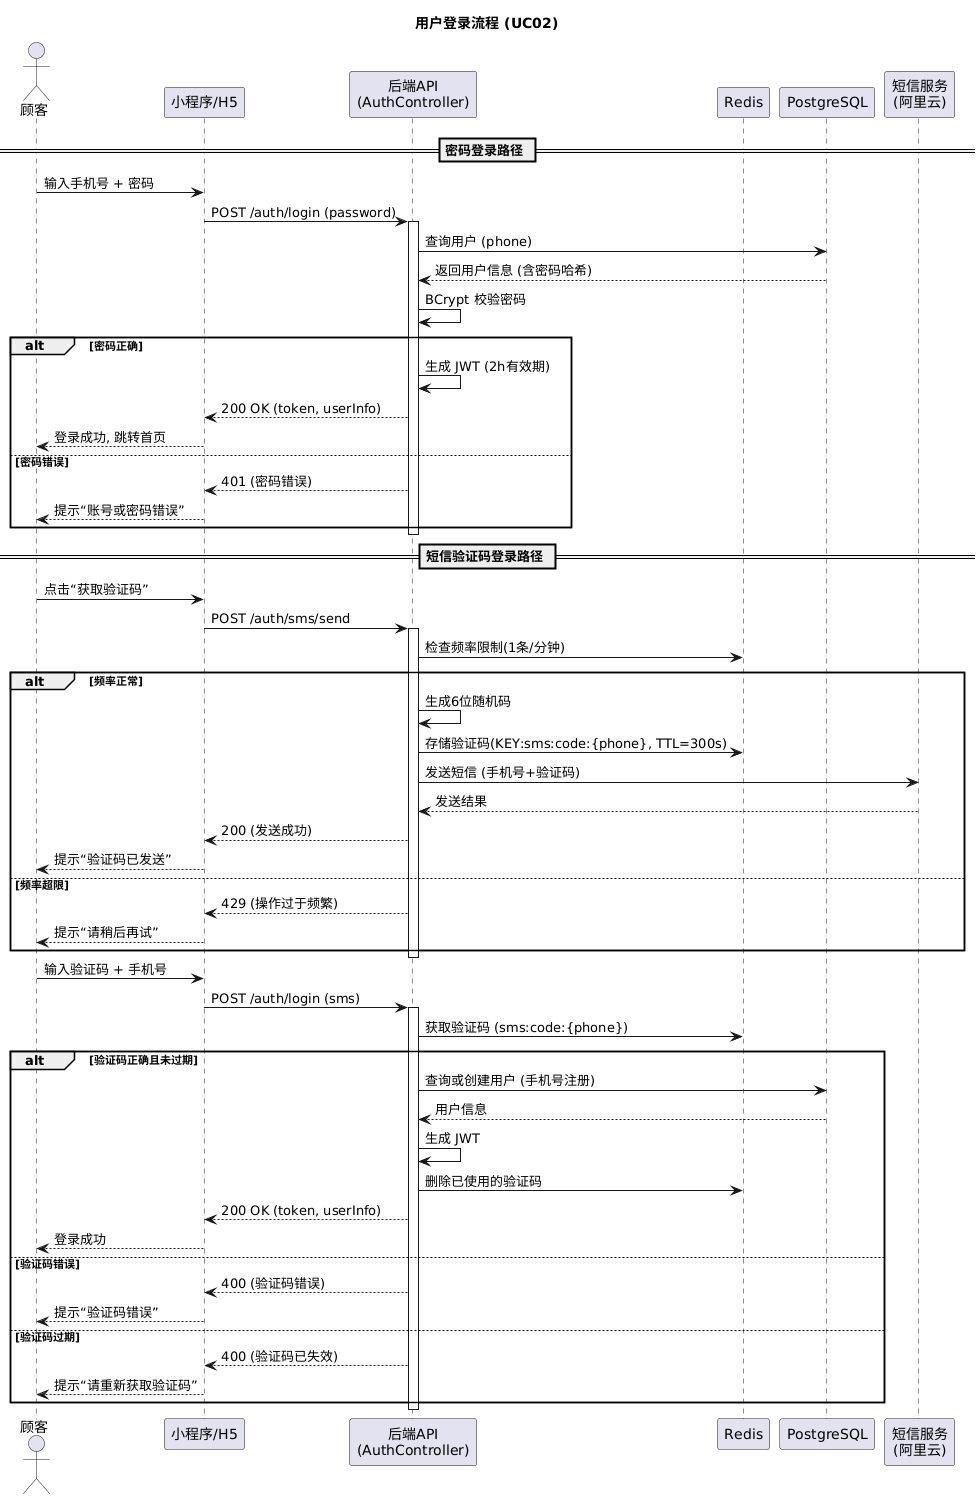 用户登录流程 (UC02)
顾客
小程序/H5
后端API
(AuthController)
Redis
PostgreSQL
短信服务
(阿里云)
密码登录路径
输入手机号 + 密码
POST /auth/login (password)
查询用户 (phone)
返回用户信息 (含密码哈希)
BCrypt 校验密码
alt [密码正确]
生成 JWT (2h有效期)
200 OK (token, userInfo)
登录成功, 跳转首页
[密码错误]
401 (密码错误)
提示“账号或密码错误”
短信验证码登录路径
点击“获取验证码”
POST /auth/sms/send
检查频率限制(1条/分钟)
alt [频率正常]
生成6位随机码
存储验证码(KEY:sms:code:{phone}, TTL=300s)
发送短信 (手机号+验证码)
发送结果
200 (发送成功)
提示“验证码已发送”
[频率超限]
429 (操作过于频繁)
提示“请稍后再试”
输入验证码 + 手机号
POST /auth/login (sms)
获取验证码 (sms:code:{phone})
alt [验证码正确且未过期]
查询或创建用户 (手机号注册)
用户信息
生成 JWT
删除已使用的验证码
200 OK (token, userInfo)
登录成功
[验证码错误]
400 (验证码错误)
提示“验证码错误”
[验证码过期]
400 (验证码已失效)
提示“请重新获取验证码”
顾客
小程序/H5
后端API
(AuthController)
Redis
PostgreSQL
短信服务
(阿里云)